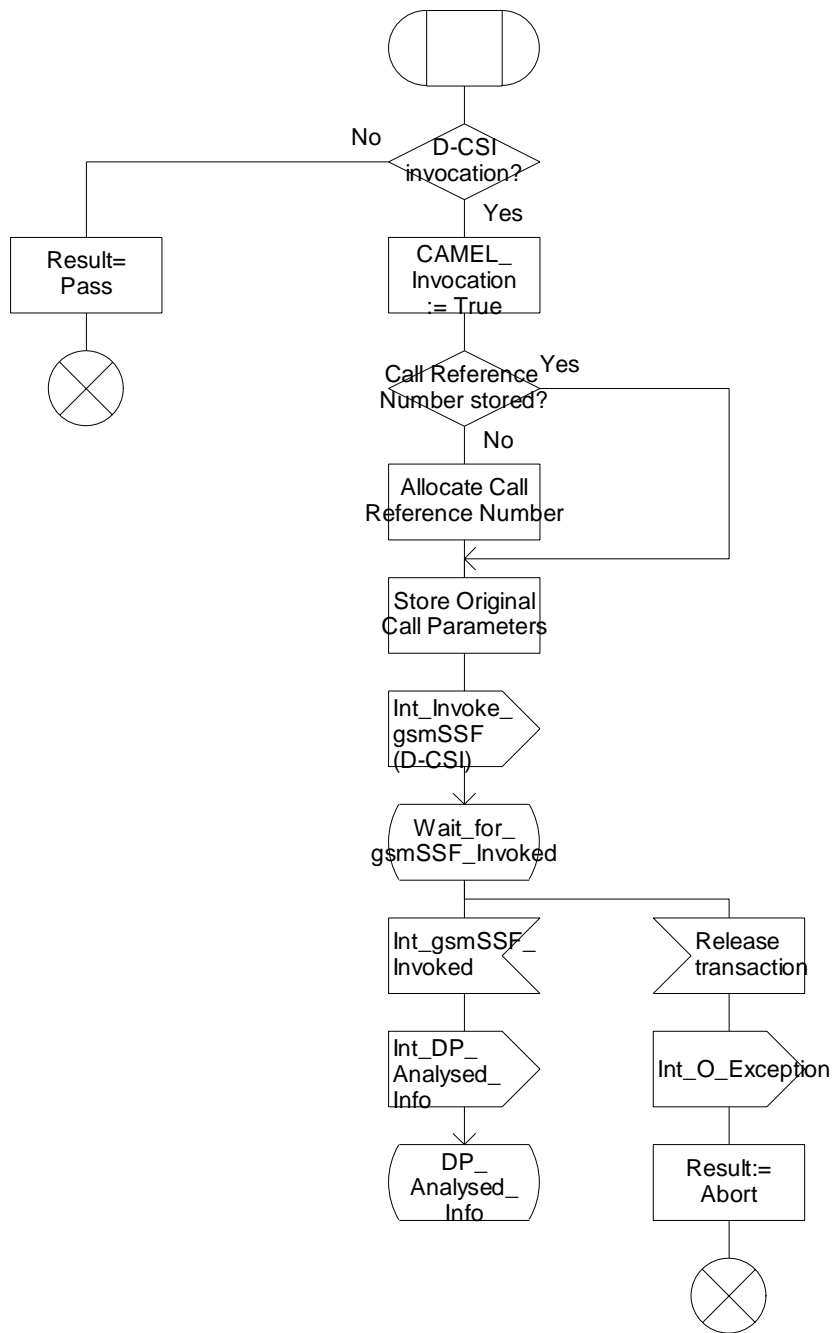 No
D-CSI
invocation?
Yes
Result=
Pass
CAMEL_
Invocation
:= True
Call Reference
Number stored?
Yes
No
Allocate Call
Reference Number
Store Original
Call Parameters
Int_Invoke_
gsmSSF
(D-CSI)
Wait_for_
gsmSSF_Invoked
Int_gsmSSF_
Invoked
Release
transaction
Int_DP_
Analysed_
Info
Int_O_Exception
DP_
Analysed_
Info
Result:=
Abort